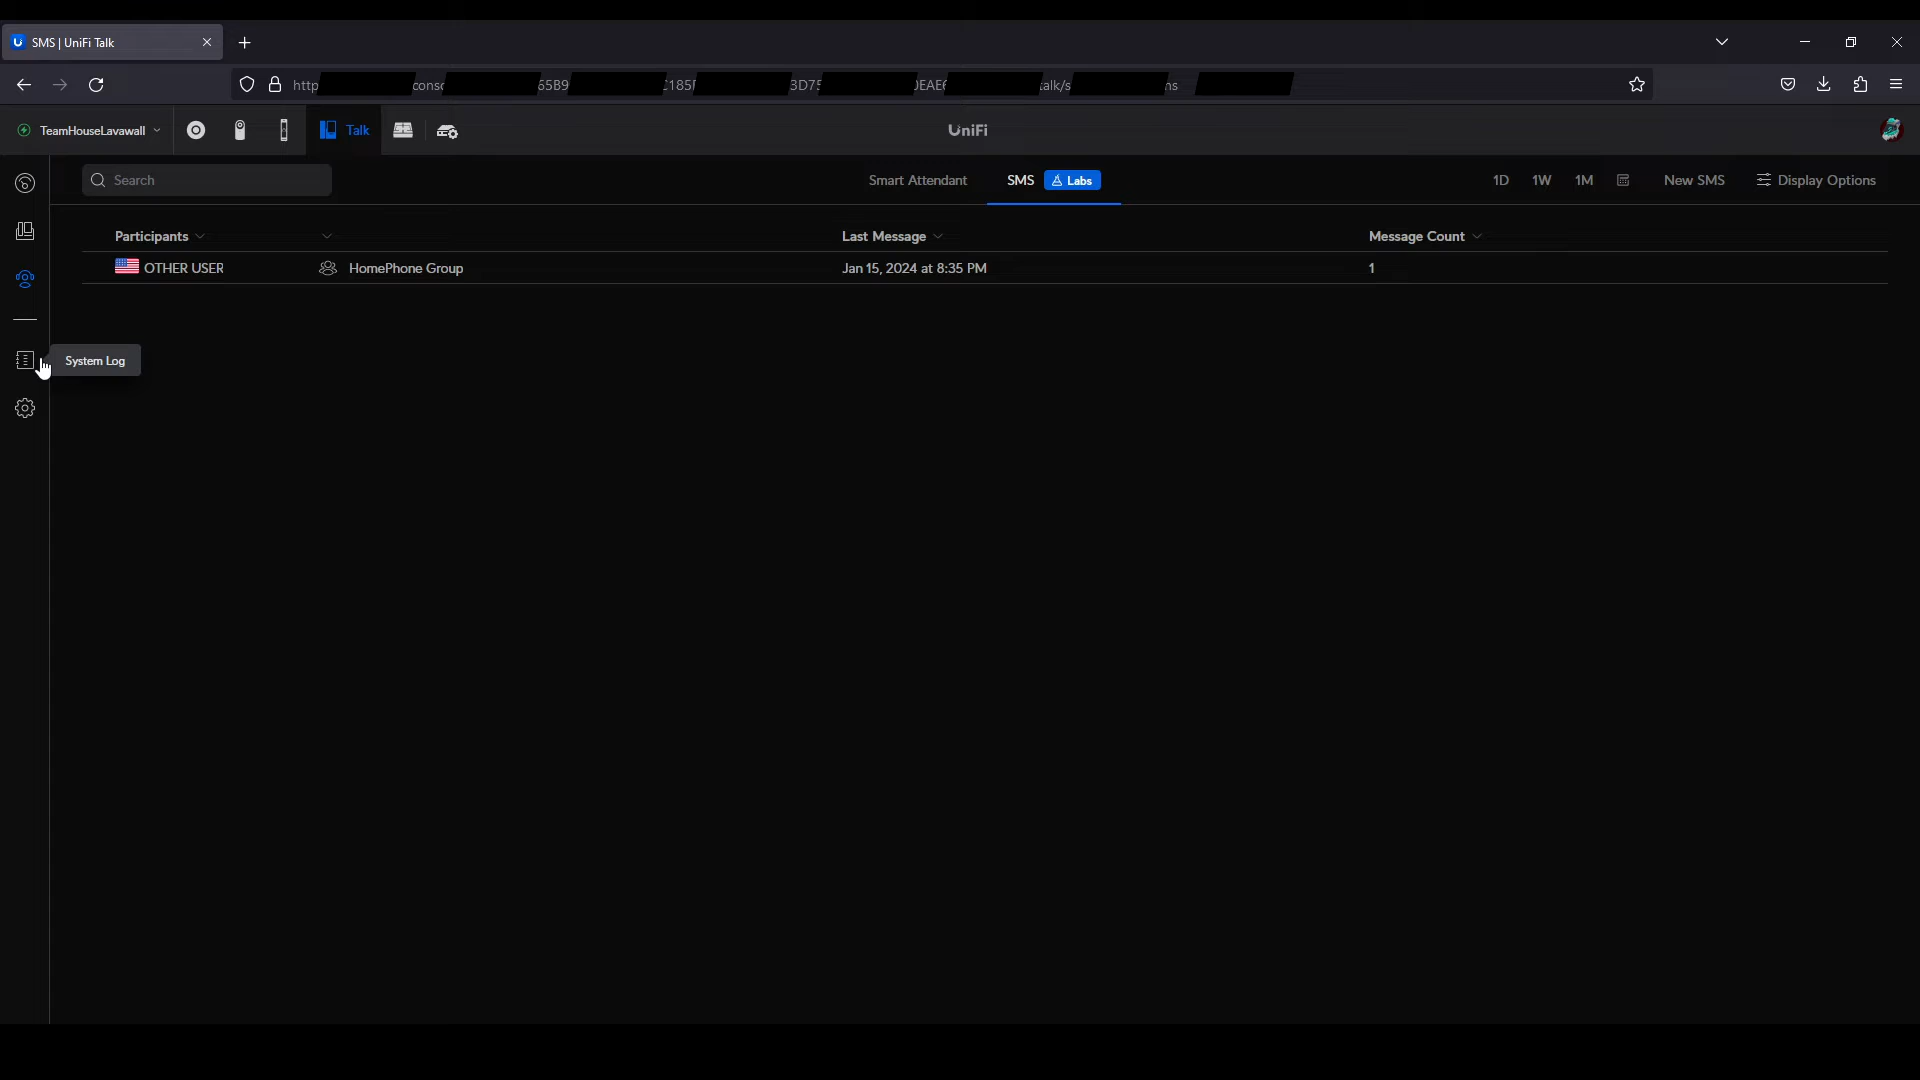 SMS | UniFi Talk
http conso 65B9 185 3D75 EAE talk/s ns
TeamHouseLavawall Talk UniFi
Search Smart Attendant SMS Labs 1D 1W 1M New SMS Display Options
Participants Last Message Message Count
OTHER USER HomePhone Group Jan 15, 2024 at 8:35 PM 1
System Log